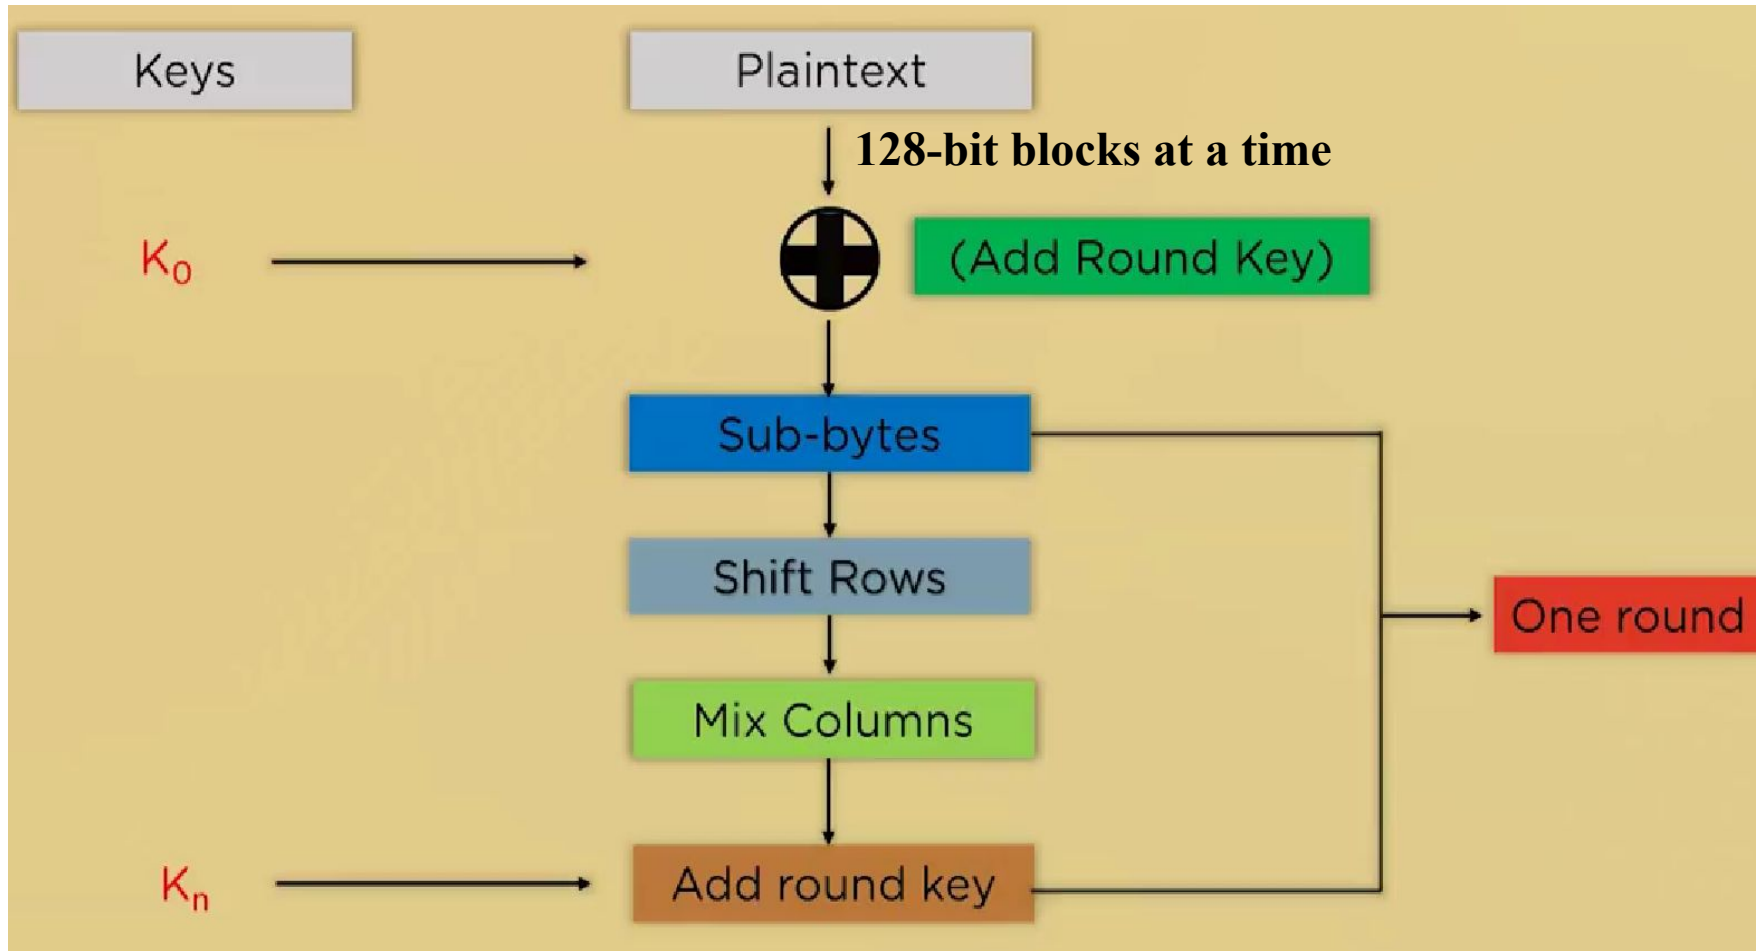 Keys
Plaintext
128-bit blocks at a time
K₀
(Add Round Key)
Sub-bytes
Shift Rows
One round
Mix Columns
Kₙ
Add round key